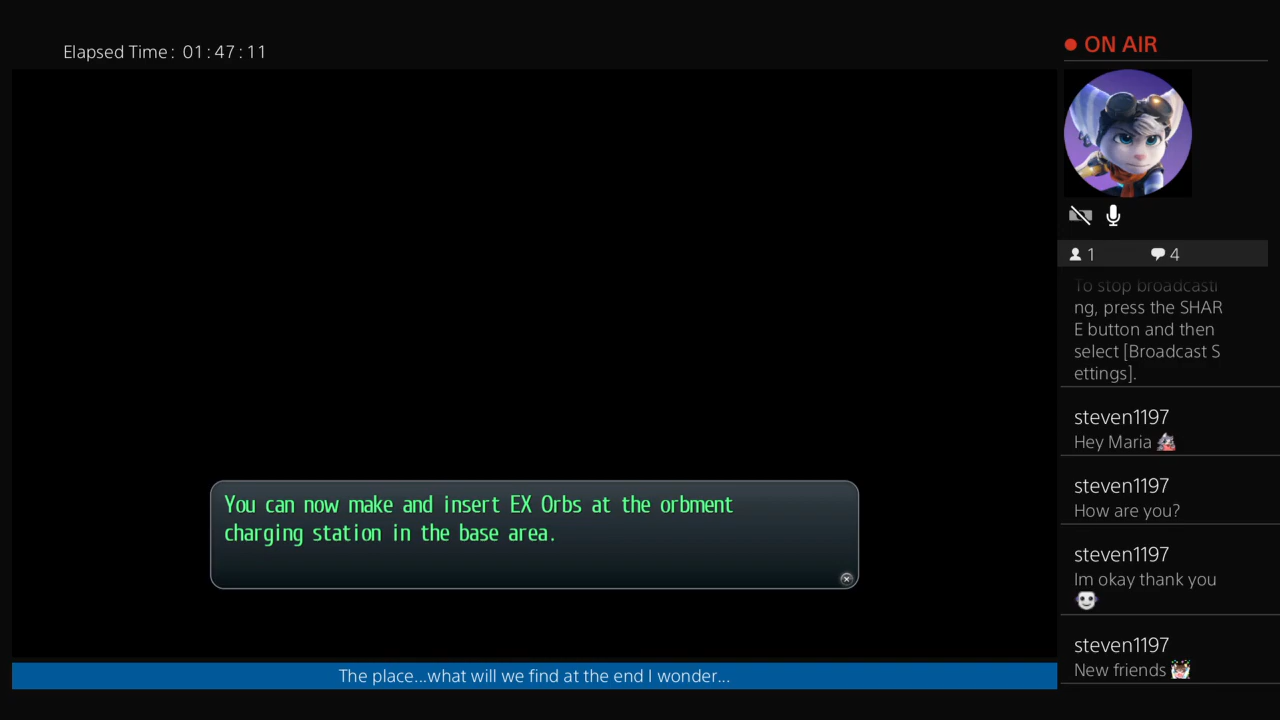 Elapsed Time: 01:47:11
ON AIR
1
4
To stop broadcasti
ng, press the SHAR
E button and then
select [Broadcast S
ettings].
steven1197
Hey Maria
steven1197
How are you?
steven1197
Im okay thank you
steven1197
New friends
You can now make and insert EX Orbs at the orbment
charging station in the base area.
The place...what will we find at the end I wonder...